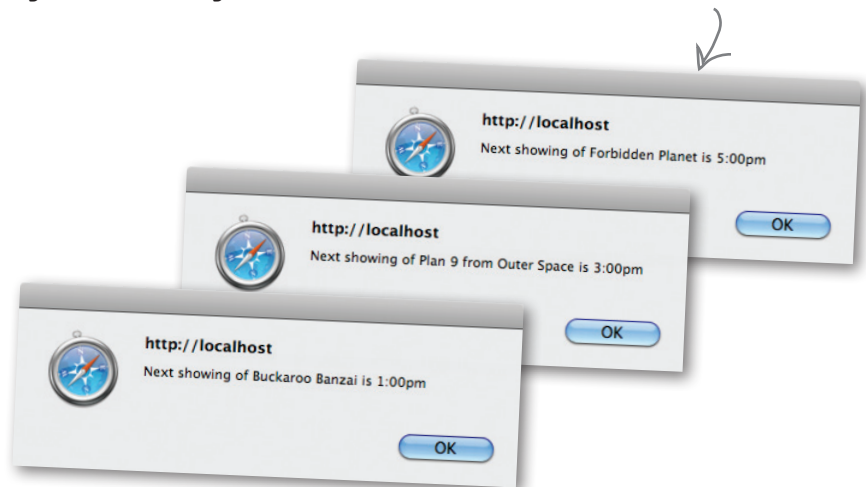 http://localhost
Next showing of Forbidden Planet is 5:00pm
OK
http://localhost
Next showing of Plan 9 from Outer Space is 3:00pm
OK
http://localhost
Next showing of Buckaroo Banzai is 1:00pm
OK